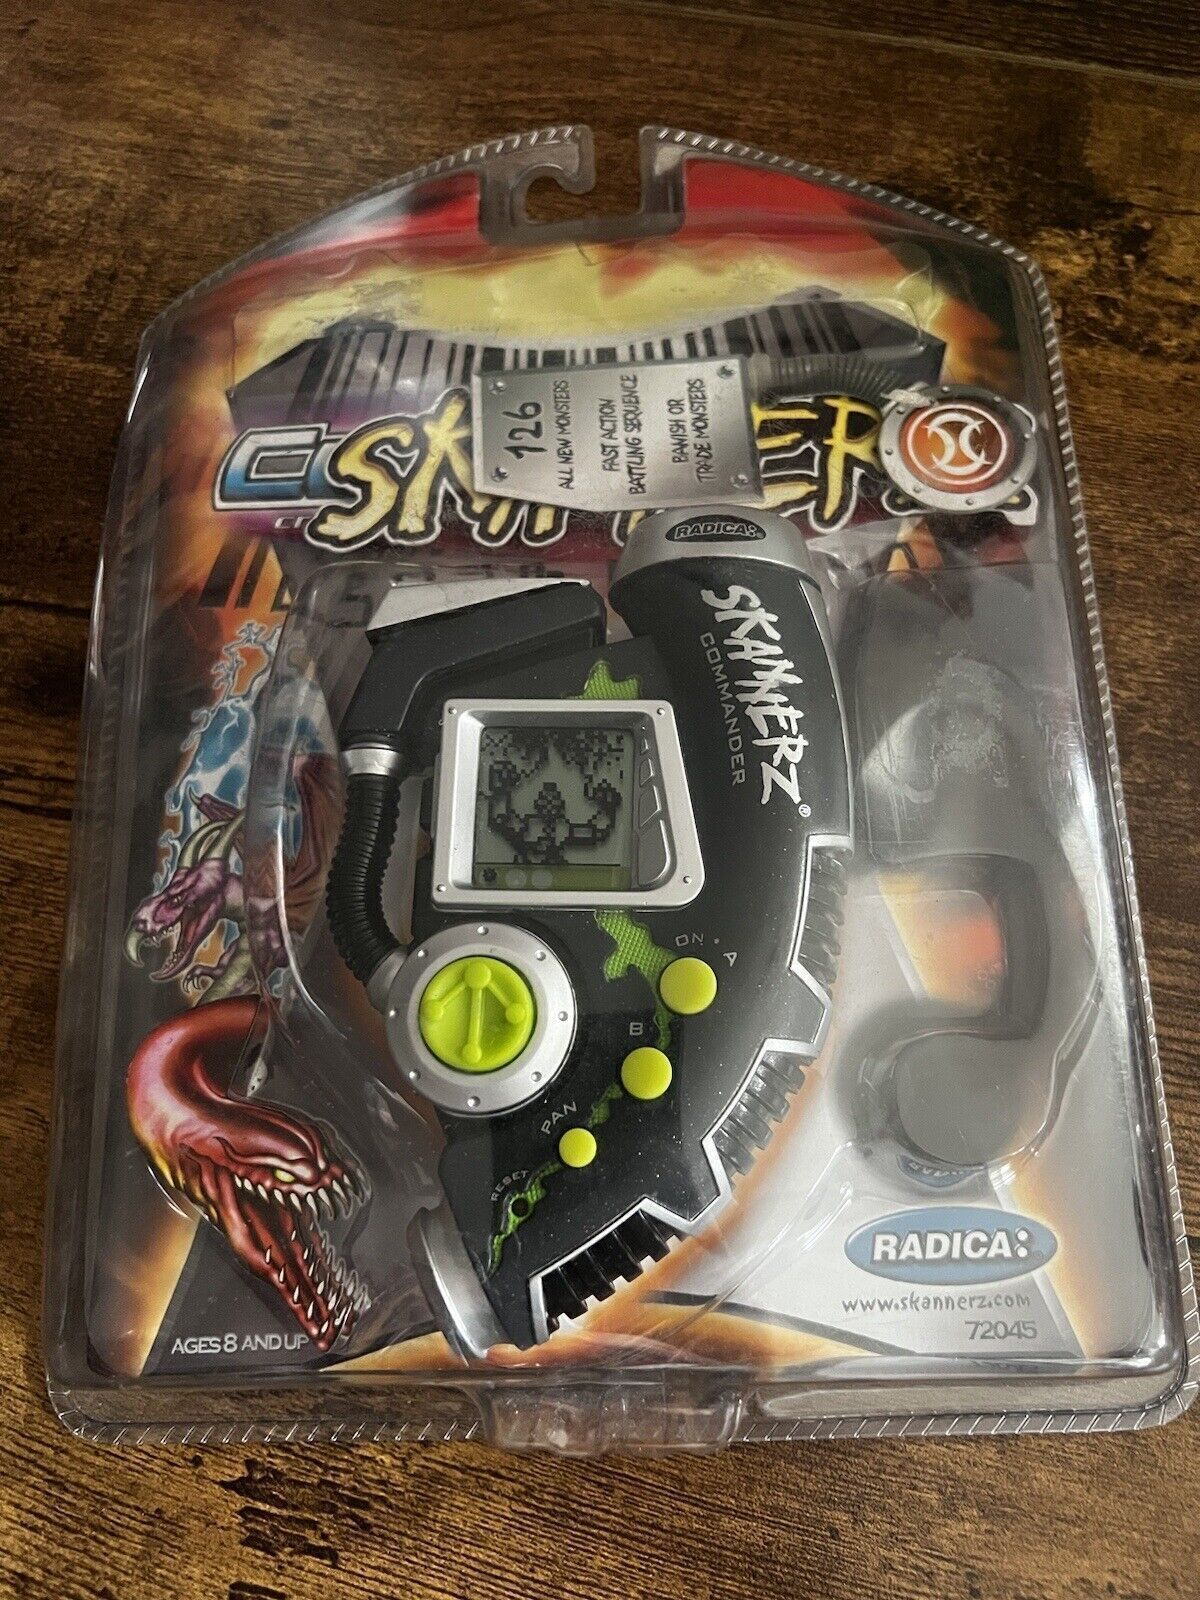 126
ALL NEW MONSTERS
FAST ACTION
BATTLING SEQUENCE
BANISH OR
TRADE MONSTERS
RADICA:®
SKANNERZ®
COMMANDER
ON • A
B
PAN
RESET
RADICA:®
www.skannerz.com
72045
AGES 8 AND UP